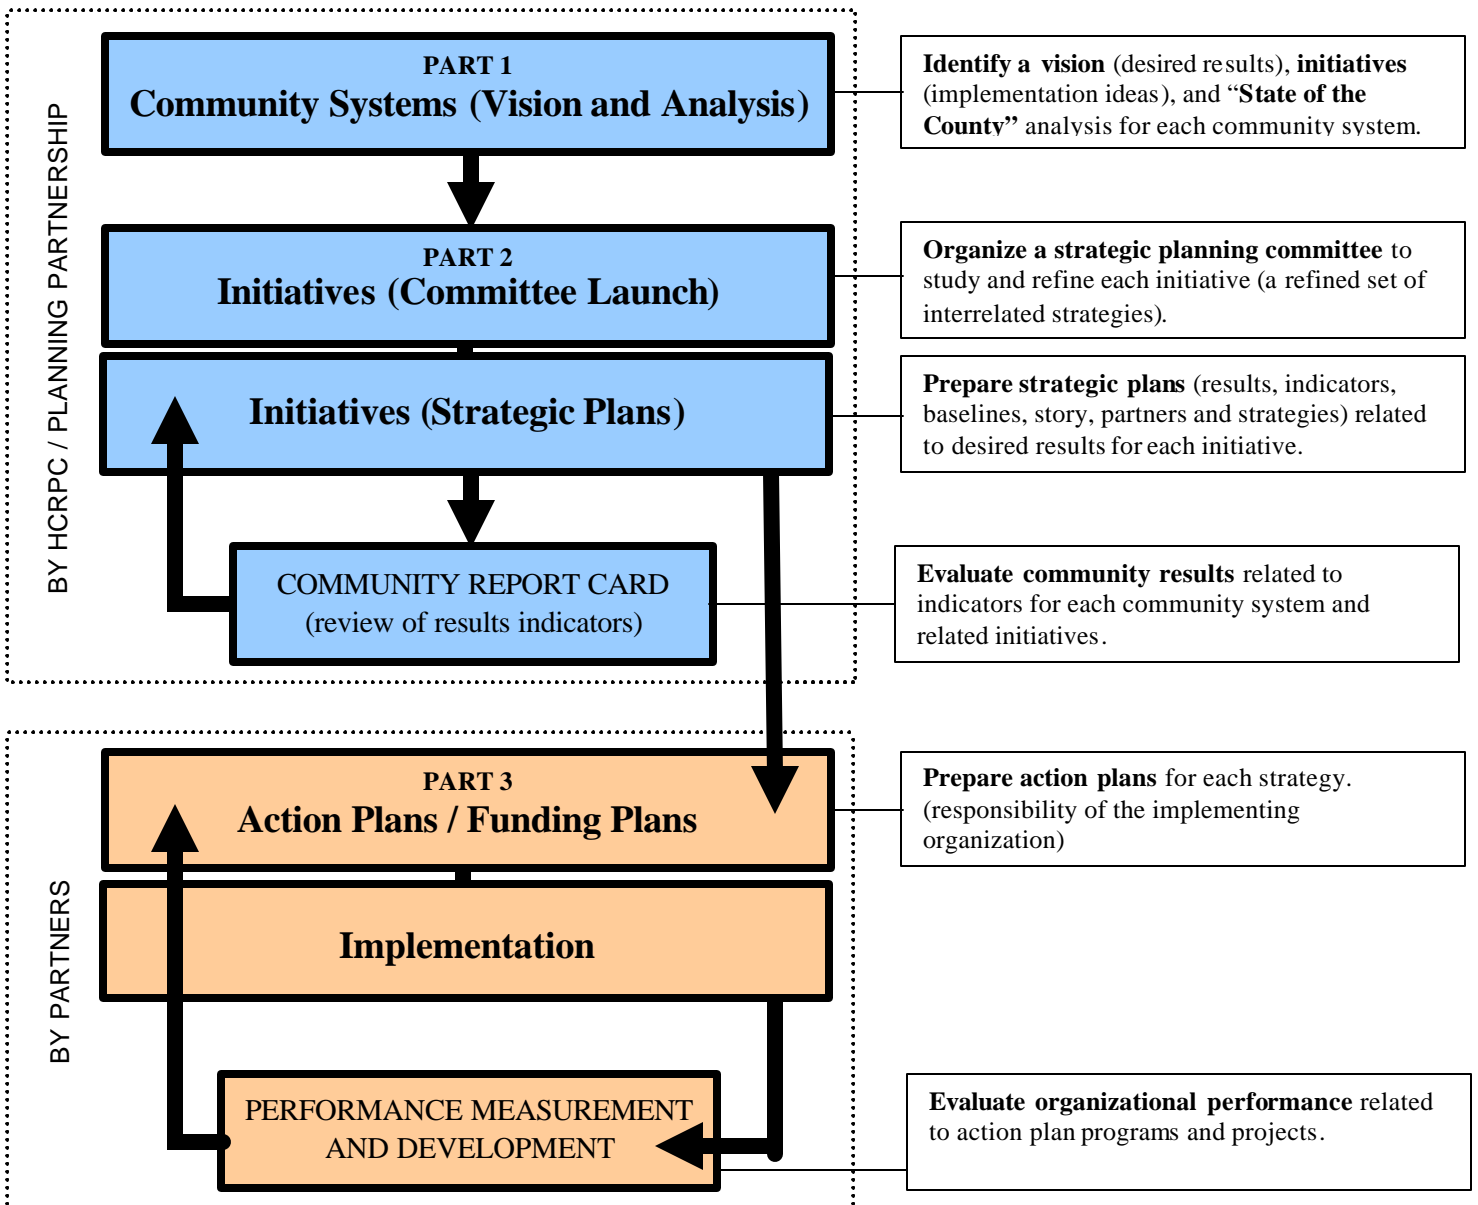 BY HCRPC / PLANNING PARTNERSHIP
PART 1
Community Systems (Vision and Analysis)
Identify a vision (desired results), initiatives
(implementation ideas), and “State of the
County” analysis for each community system.
PART 2
Initiatives (Committee Launch)
Organize a strategic planning committee to
study and refine each initiative (a refined set of
interrelated strategies).
Initiatives (Strategic Plans)
Prepare strategic plans (results, indicators,
baselines, story, partners and strategies) related
to desired results for each initiative.
COMMUNITY REPORT CARD
(review of results indicators)
Evaluate community results related to
indicators for each community system and
related initiatives.
BY PARTNERS
PART 3
Action Plans / Funding Plans
Prepare action plans for each strategy.
(responsibility of the implementing
organization)
Implementation
PERFORMANCE MEASUREMENT
AND DEVELOPMENT
Evaluate organizational performance related
to action plan programs and projects.